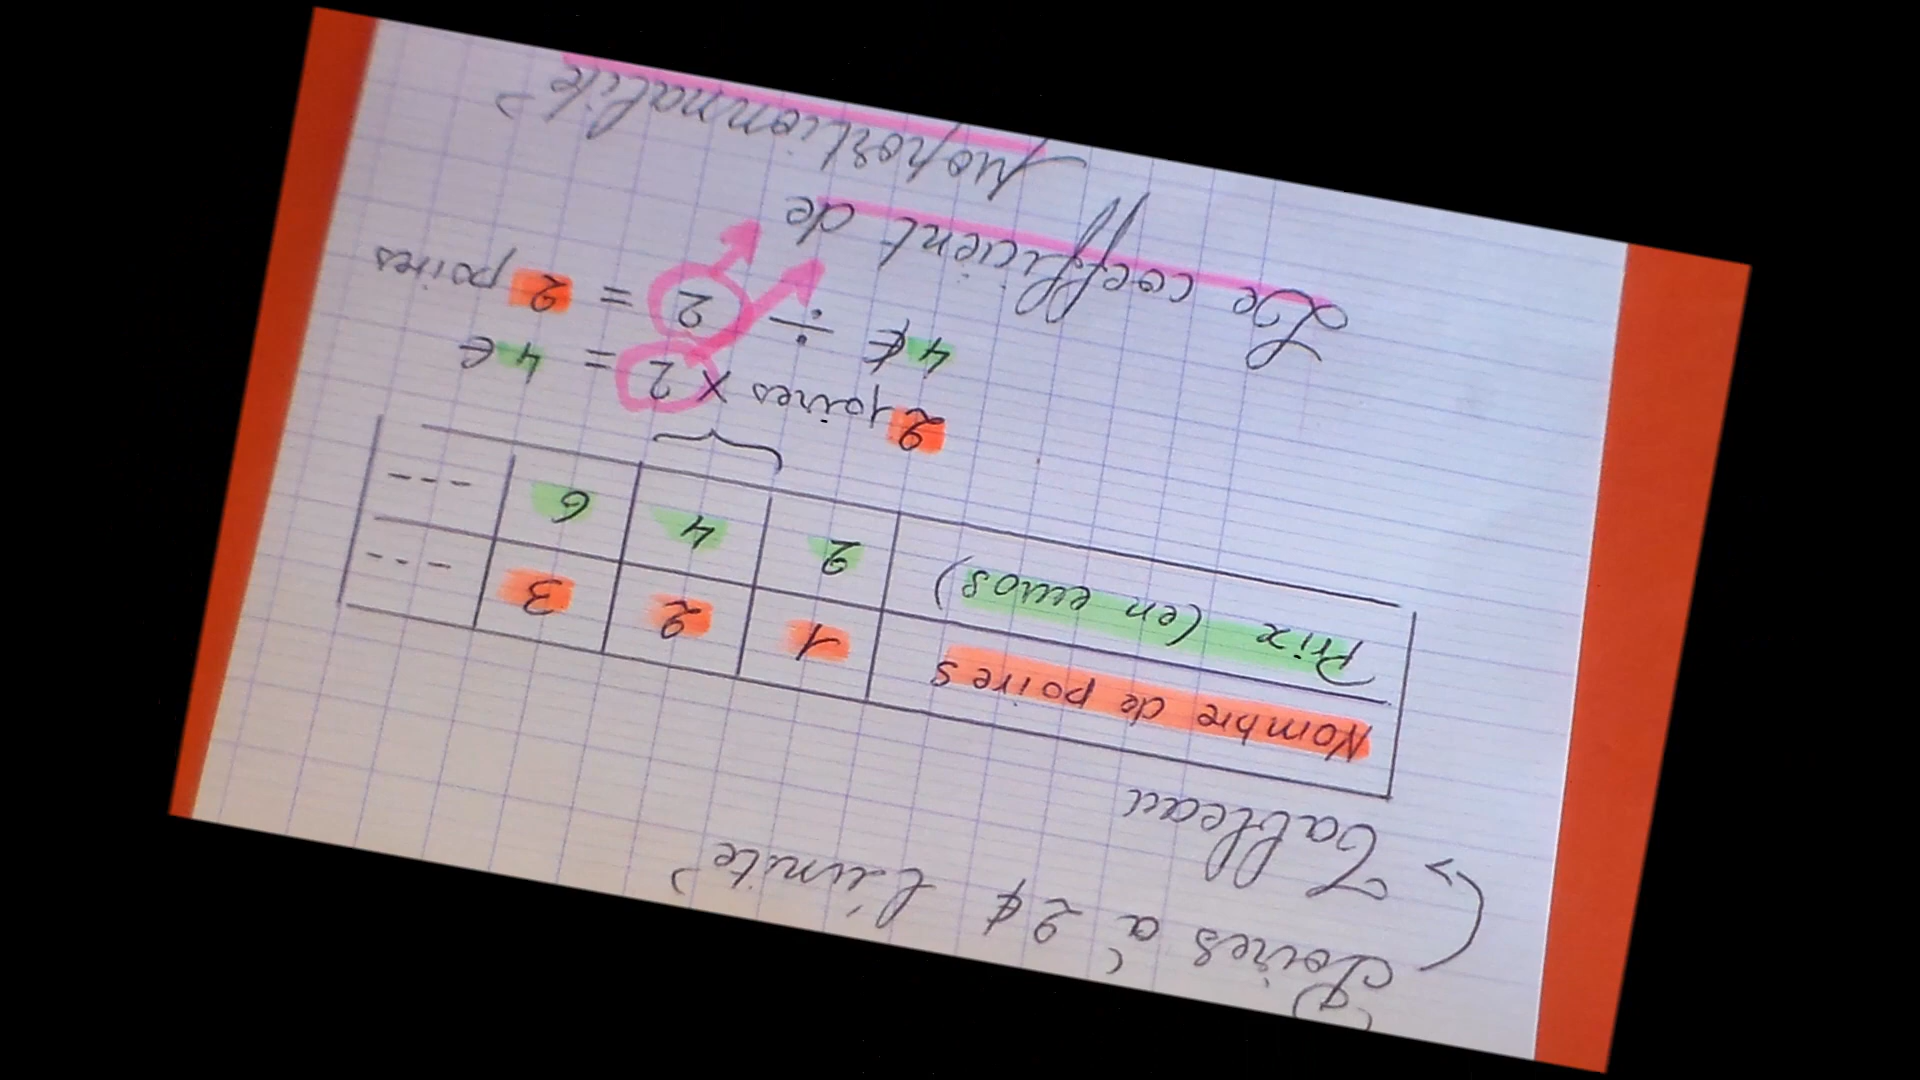 Poires à 2€ l'unité
Tableau
Nombre de poires 1 2 3 ---
Prix (en euros) 2 4 6 ---
2 poires x 2 = 4€
4€ ÷ 2 = 2 poires
Le coefficient de
proportionnalité